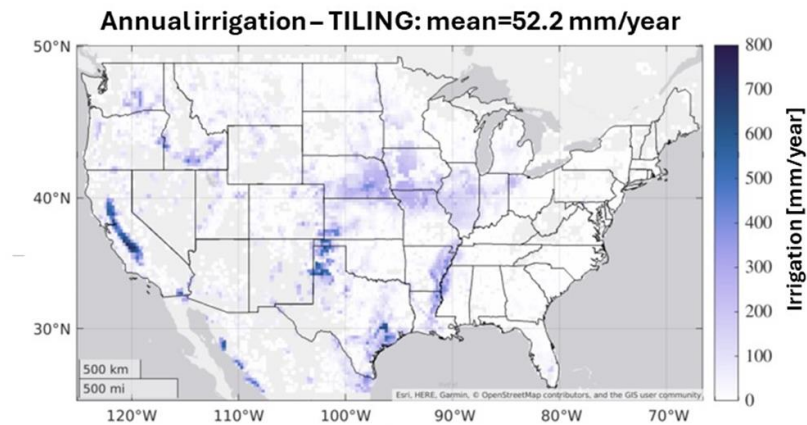 Annual irrigation – TILING: mean=52.2 mm/year
50°N
40°N
30°N
120°W 110°W 100°W 90°W 80°W 70°W
500 km
500 mi
Esri, HERE, Garmin, © OpenStreetMap contributors, and the GIS user community
800
700
600
500
400
300
200
100
0
Irrigation [mm/year]